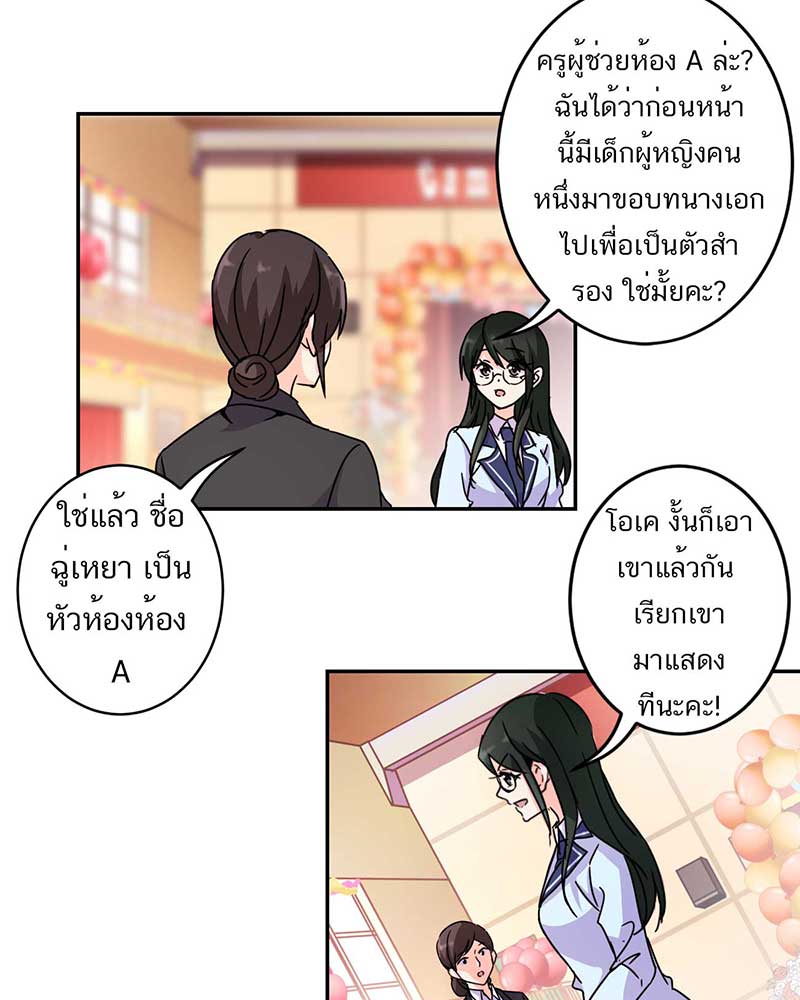 ครูผู้ช่วยห้อง A ล่ะ?
ฉันได้ว่าก่อนหน้า
นี้มีเด็กผู้หญิงคน
หนึ่งมาขอบทนางเอก
ไปเพื่อเป็นตัวสำ
รอง ใช่มั้ยคะ?
Gam
ใช่แล้ว ชื่อ
ฉู่เหยา เป็น
หัวห้องห้อง
A
โอเค งั้นก็เอา
เขาแล้วกัน
เรียกเขา
มาแสดง
ทีนะคะ!